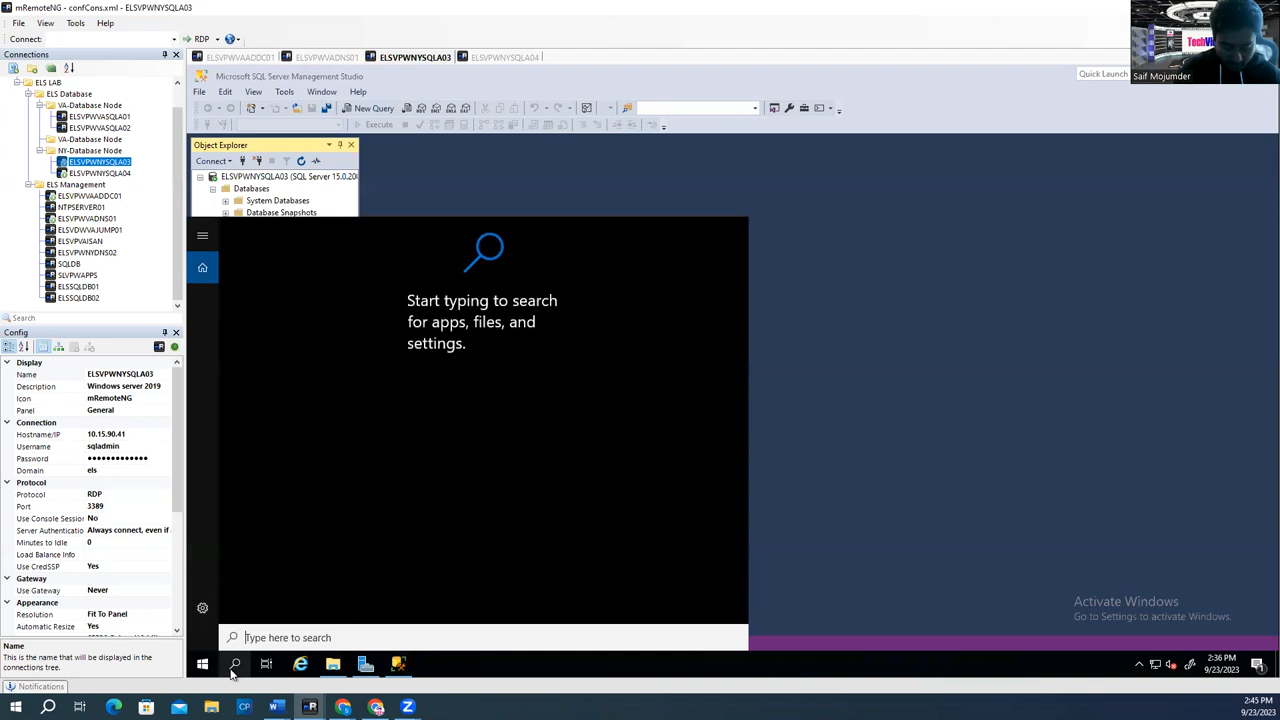 mRemoteNG - confCons.xml - ELSVPWNYSQLA03
File View Tools Help
Connect: RDP
Connections
ELS LAB
ELS Database
VA-Database Node
ELSVPWVASQLA01
ELSVPWVASQLA02
VA-Database Node
NY-Database Node
ELSVPWNYSQLA03
ELSVPWNYSQLA04
ELS Management
ELSVPWVAADDC01
NTPSERVER01
ELSVPWVADNS01
ELSVDWVAJUMP01
ELSVPVAISAN
ELSVPWNYDNS02
SQLDB
SLVPWAPPS
ELSSQLDB01
ELSSQLDB02
Search
Config
Display
Name ELSVPWNYSQLA03
Description Windows server 2019
Icon mRemoteNG
Panel General
Connection
Hostname/IP 10.15.90.41
Username sqladmin
Password ●●●●●●●●●●●●●
Domain els
Protocol
Protocol RDP
Port 3389
Use Console Session No
Server Authenticatio Always connect, even if
Minutes to Idle 0
Load Balance Info
Use CredSSP Yes
Gateway
Use Gateway Never
Appearance
Resolution Fit To Panel
Automatic Resize Yes
Name
This is the name that will be displayed in the connections tree.
Notifications
ELSVPWVAADDC01 ELSVPWVADNS01 ELSVPWNYSQLA03 ELSVPWNYSQLA04
Microsoft SQL Server Management Studio
Quick Launch
File Edit View Tools Window Help
New Query
Execute
Object Explorer
Connect
ELSVPWNYSQLA03 (SQL Server 15.0.200
Databases
System Databases
Database Snapshots
Start typing to search
for apps, files, and
settings.
Type here to search
Activate Windows
Go to Settings to activate Windows.
2:36 PM
9/23/2023
1
Saif Mojumder
2:45 PM
9/23/2023